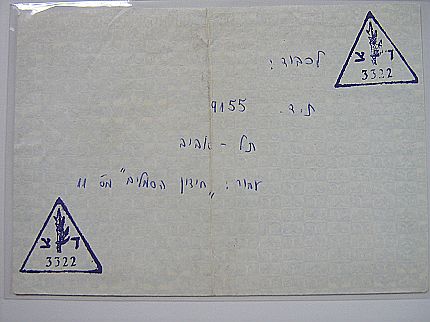 ד צ
3322
לכבוד:
ת.ד. 9155
תל - אביב
עבור: "חידון הסמלים" מס' 11
ד צ
3322